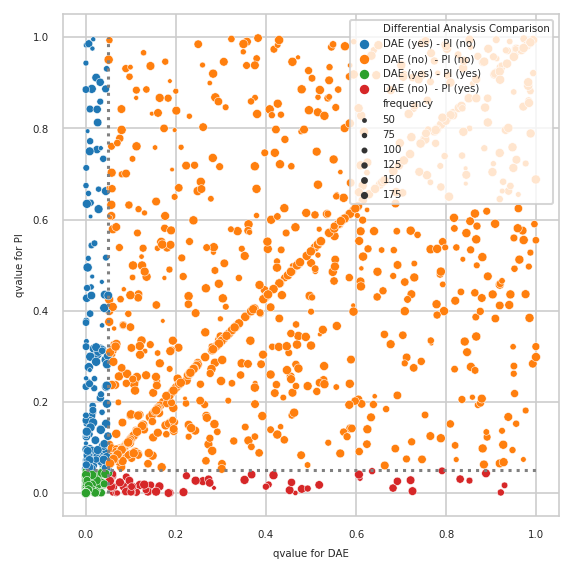 Differential Analysis Comparison
DAE (yes) - PI (no)
DAE (no) - PI (no)
DAE (yes) - PI (yes)
DAE (no)  - PI (yes)
frequency
50
75
100
125
150
175
1.0
0.8
0.6
0.4
0.2
0.0
qvalue for PI
0.0 0.2 0.4 0.6 0.8 1.0
qvalue for DAE